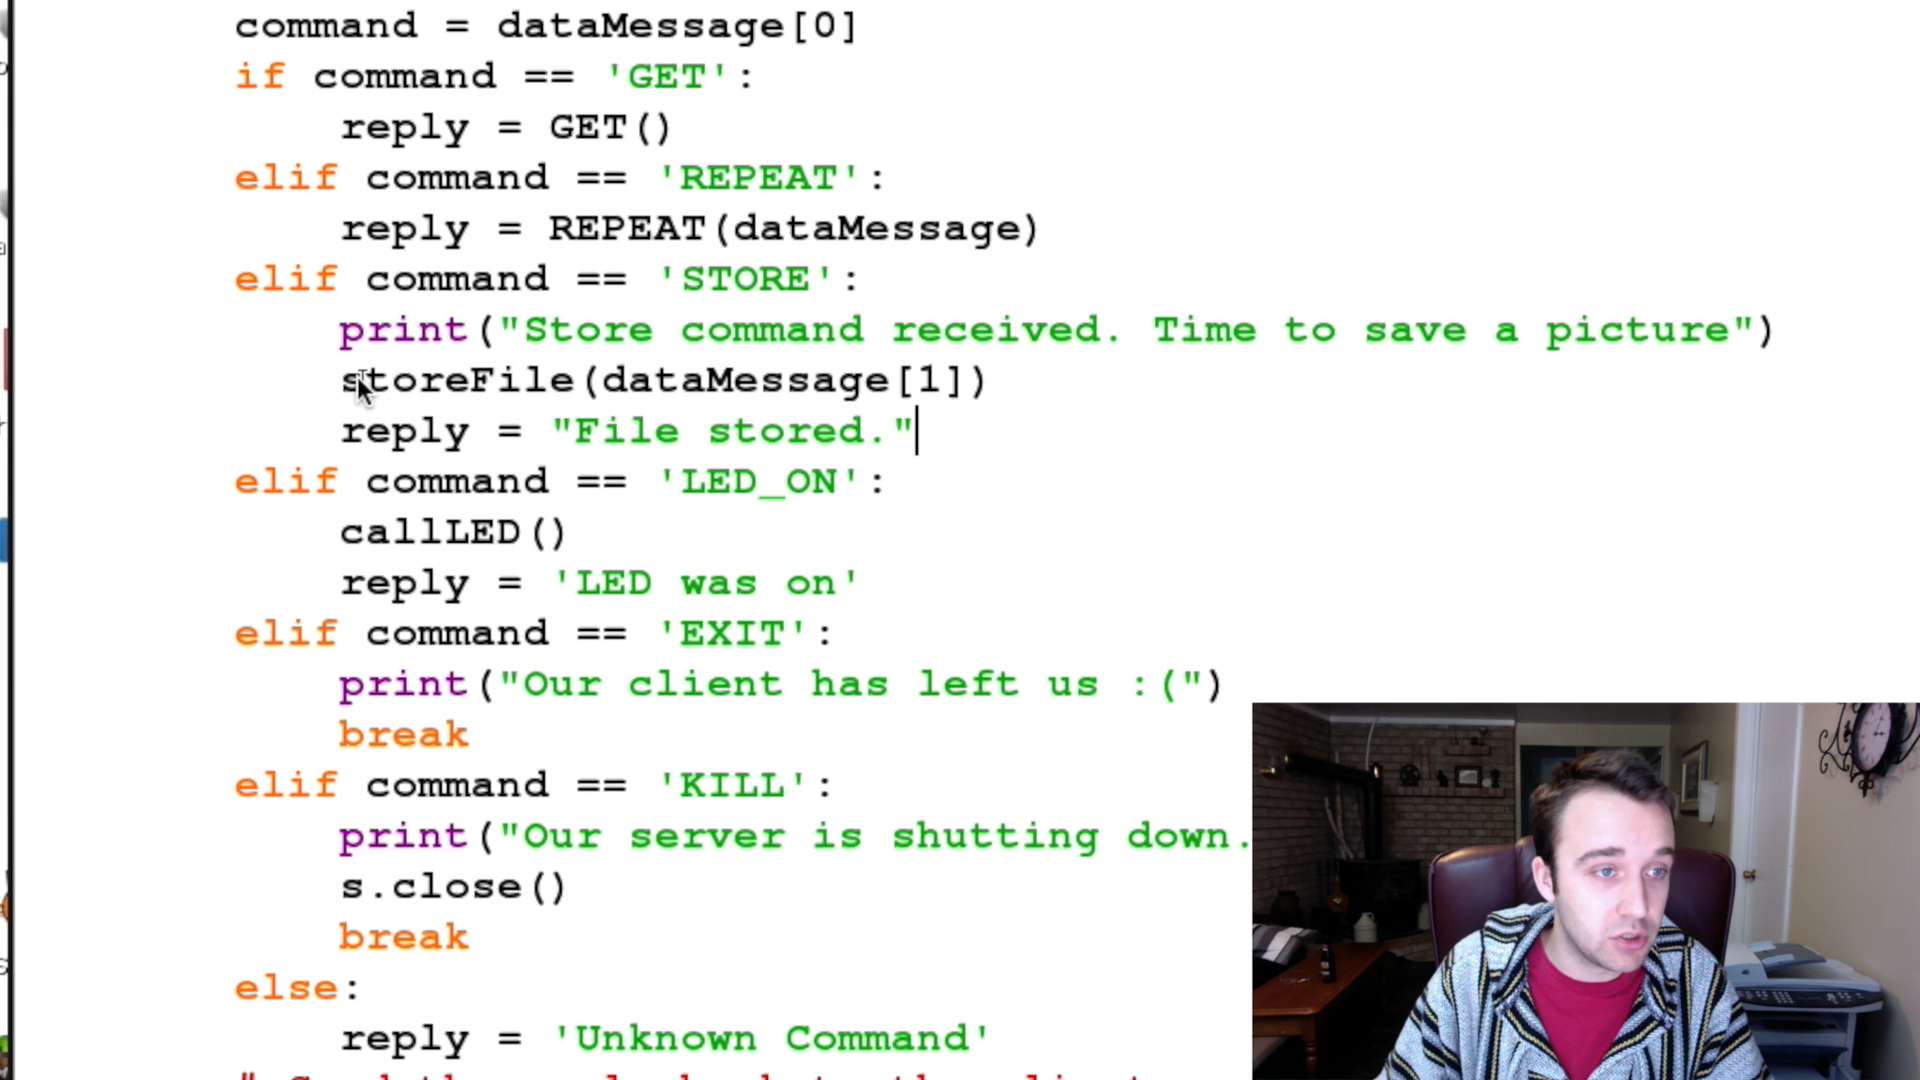 command = dataMessage[0]
if command == 'GET':
reply = GET()
elif command == 'REPEAT':
reply = REPEAT(dataMessage)
elif command == 'STORE':
print("Store command received. Time to save a picture")
storeFile(dataMessage[1])
reply = "File stored."
elif command == 'LED_ON':
callLED()
reply = 'LED was on'
elif command == 'EXIT':
print("Our client has left us :(")
break
elif command == 'KILL':
print("Our server is shutting down.
s.close()
break
else:
reply = 'Unknown Command'